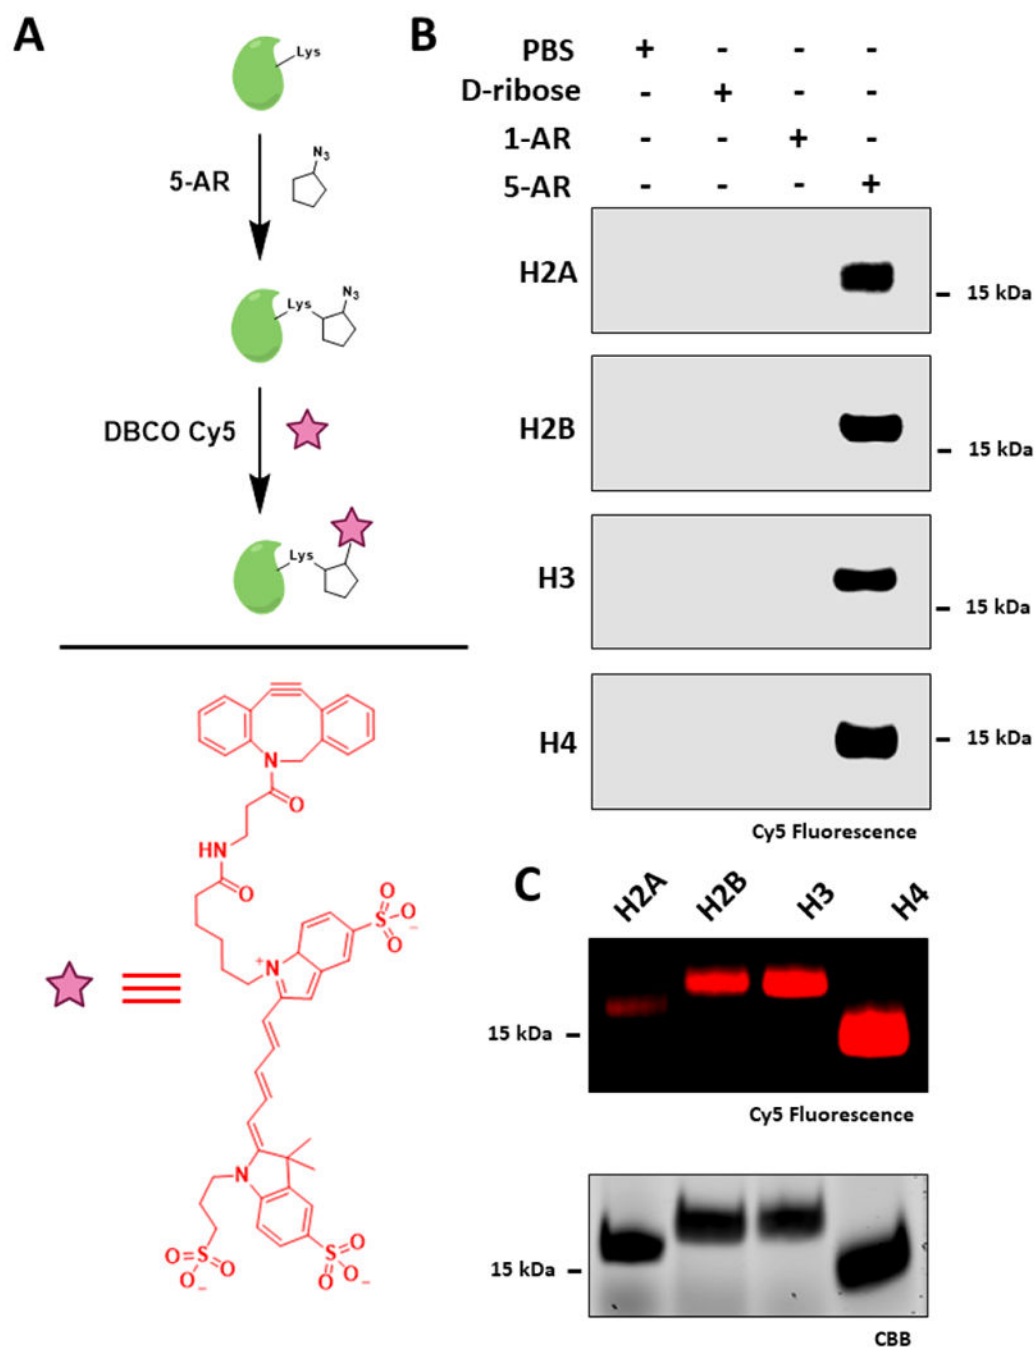 A
Lys
5-AR
N3
Lys
N3
DBCO Cy5
Lys
N
O
HN
O
O
S
O
O
−
N
+
N
O
S
O
O
−
O
S
O
O
−
B
PBS + - - -
D-ribose - + - -
1-AR - - + -
5-AR - - - +
H2A
15 kDa
H2B
15 kDa
H3
15 kDa
H4
15 kDa
Cy5 Fluorescence
C
H2A H2B H3 H4
15 kDa
Cy5 Fluorescence
15 kDa
CBB